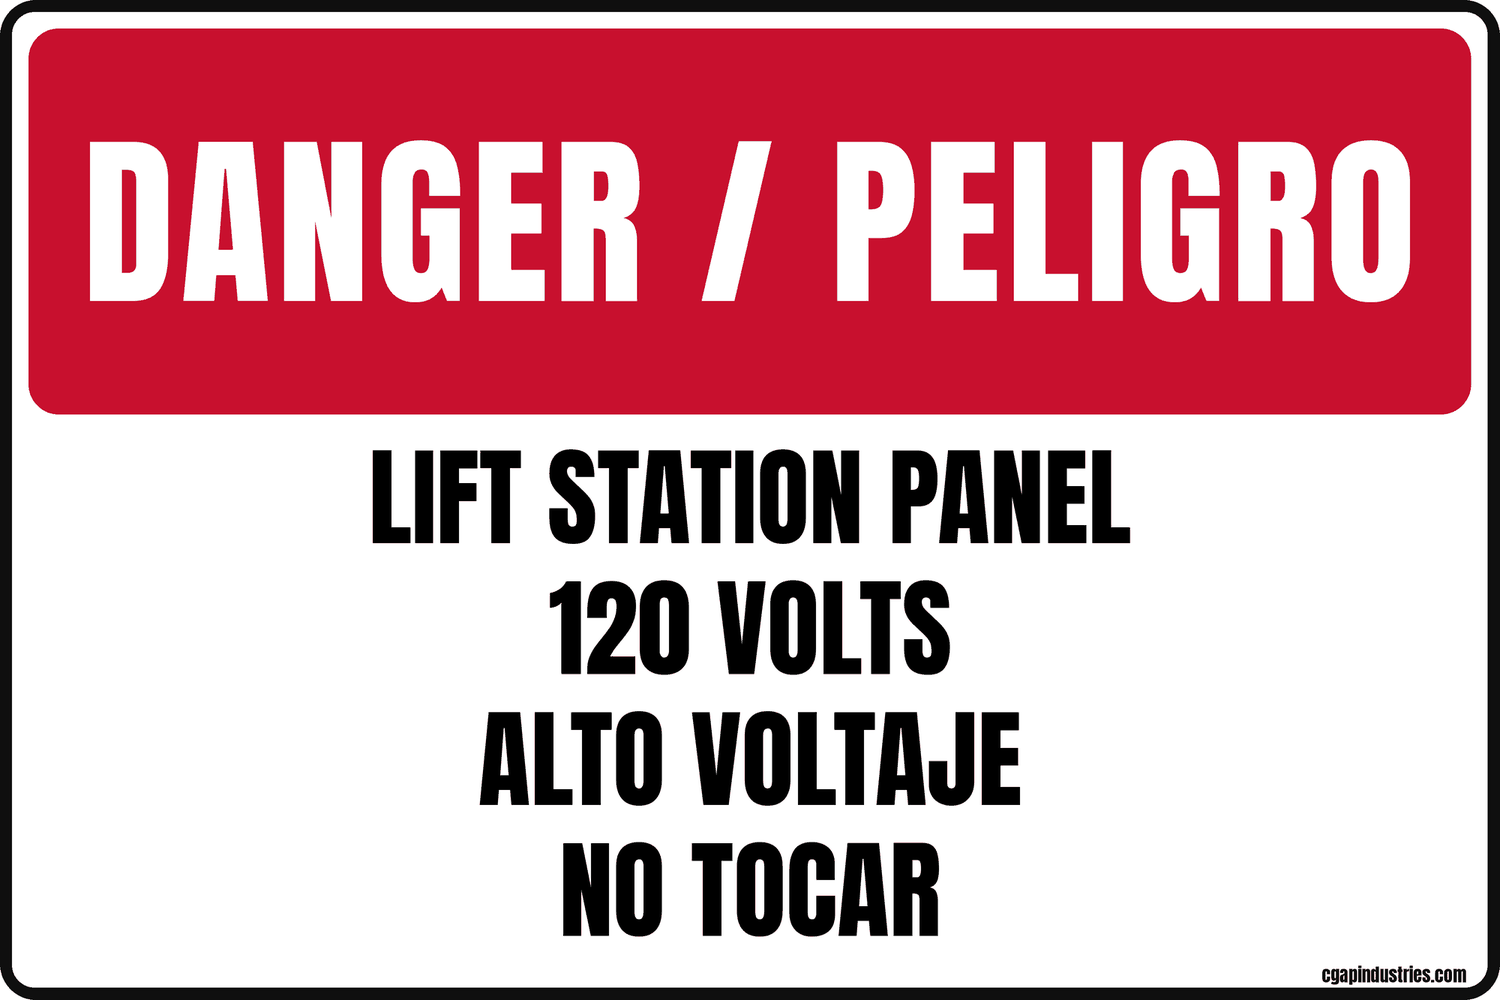 DANGER / PELIGRO
LIFT STATION PANEL
120 VOLTS
ALTO VOLTAJE
NO TOCAR
cgapindustries.com